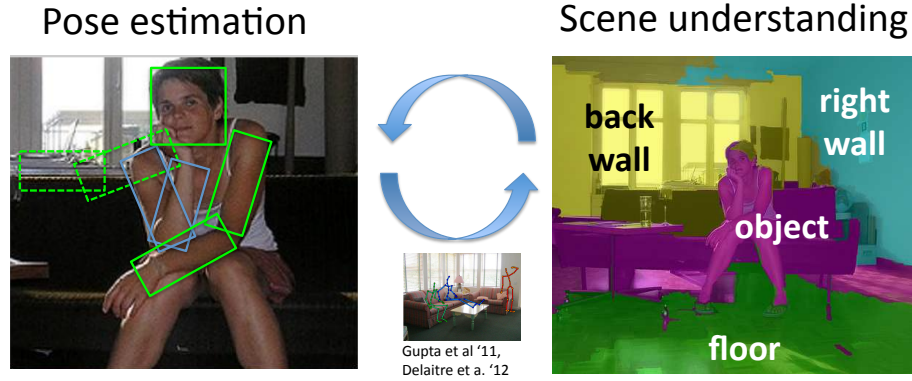 Pose estimation
Scene understanding
back
wall
right
wall
object
floor
Gupta et al ‘11,
Delaitre et a. ‘12